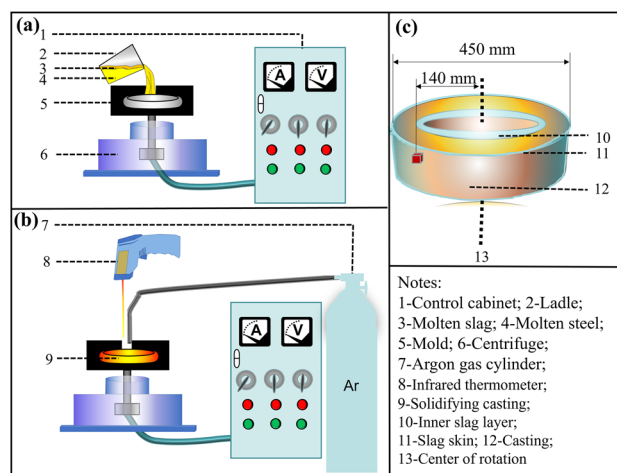 (a)
1
2
3
4
5
6
A
V
(b)
7
8
9
A
V
Ar
(c)
450 mm
140 mm
10
11
12
13
Notes:
1-Control cabinet; 2-Ladle;
3-Molten slag; 4-Molten steel;
5-Mold; 6-Centrifuge;
7-Argon gas cylinder;
8-Infrared thermometer;
9-Solidifying casting;
10-Inner slag layer;
11-Slag skin; 12-Casting;
13-Center of rotation